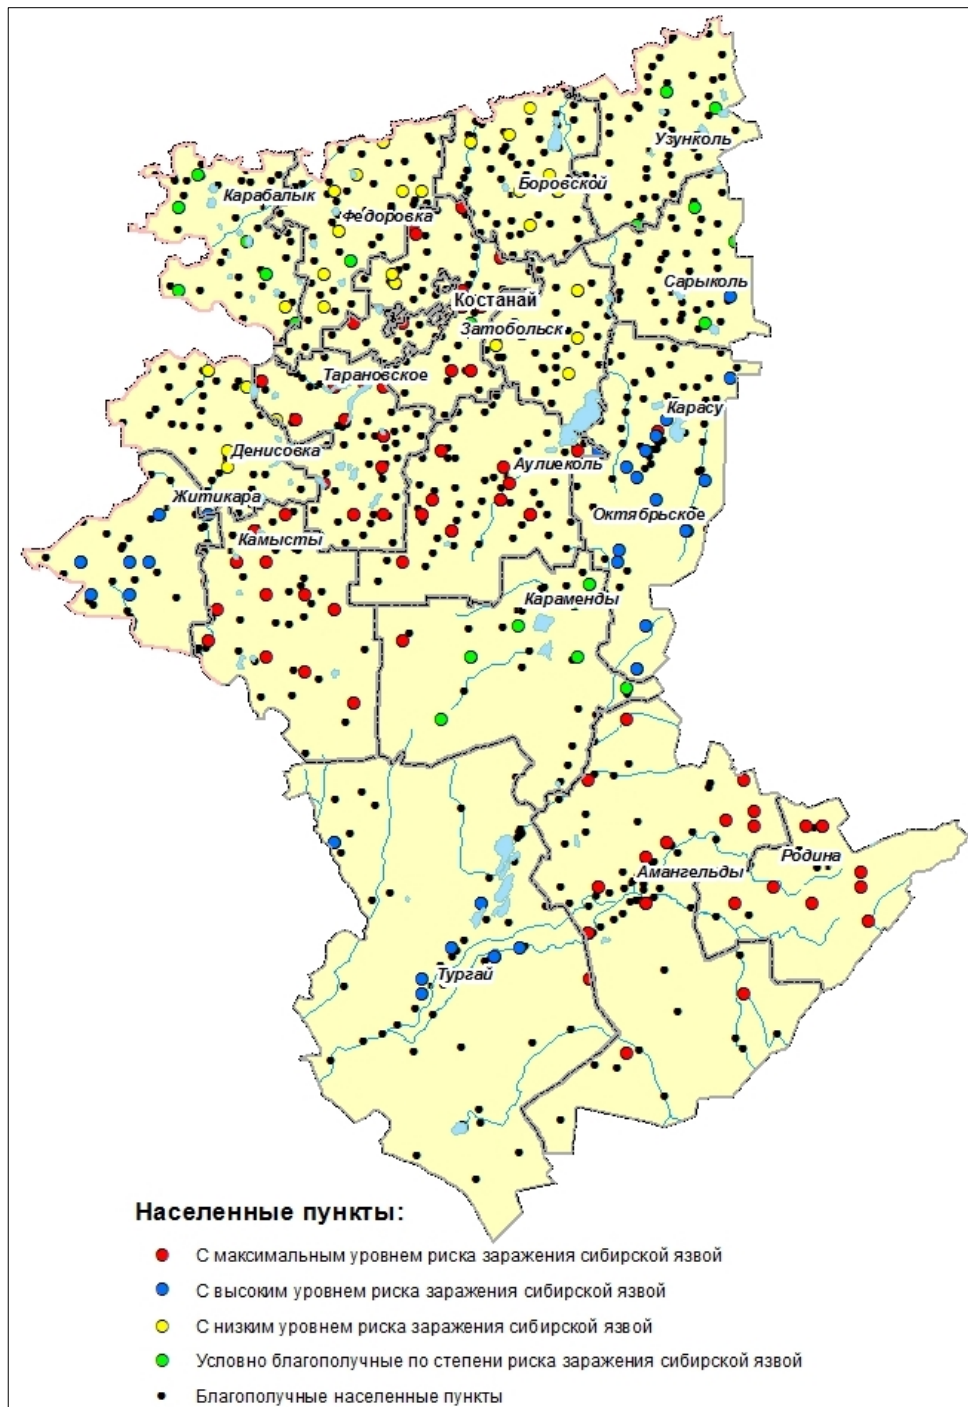 Узунколь
Боровской
Карабалык
Федоровка
Сарыколь
Костанай
Затобольск
Тарановское
Карасу
Денисовка
Аулиеколь
Житикара
Октябрьское
Камысты
Караменды
Родина
Амангельды
Тургай
Населенные пункты:
С максимальным уровнем риска заражения сибирской язвой
С высоким уровнем риска заражения сибирской язвой
С низким уровнем риска заражения сибирской язвой
Условно благополучные по степени риска заражения сибирской язвой
Благополучные населенные пункты